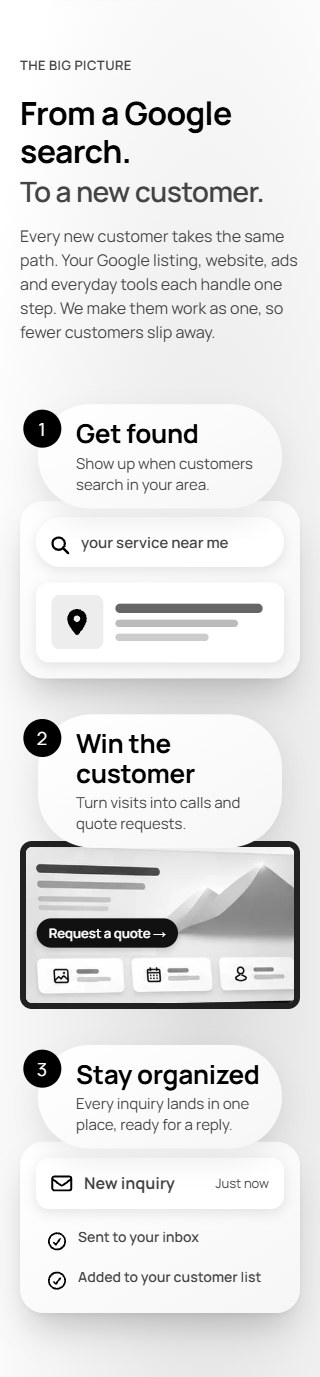 THE BIG PICTURE
From a Google
search.
To a new customer.
Every new customer takes the same
path. Your Google listing, website, ads
and everyday tools each handle one
step. We make them work as one, so
fewer customers slip away.
1
Get found
Show up when customers
search in your area.
your service near me
2
Win the
customer
Turn visits into calls and
quote requests.
Request a quote →
3
Stay organized
Every inquiry lands in one
place, ready for a reply.
New inquiry Just now
Sent to your inbox
Added to your customer list